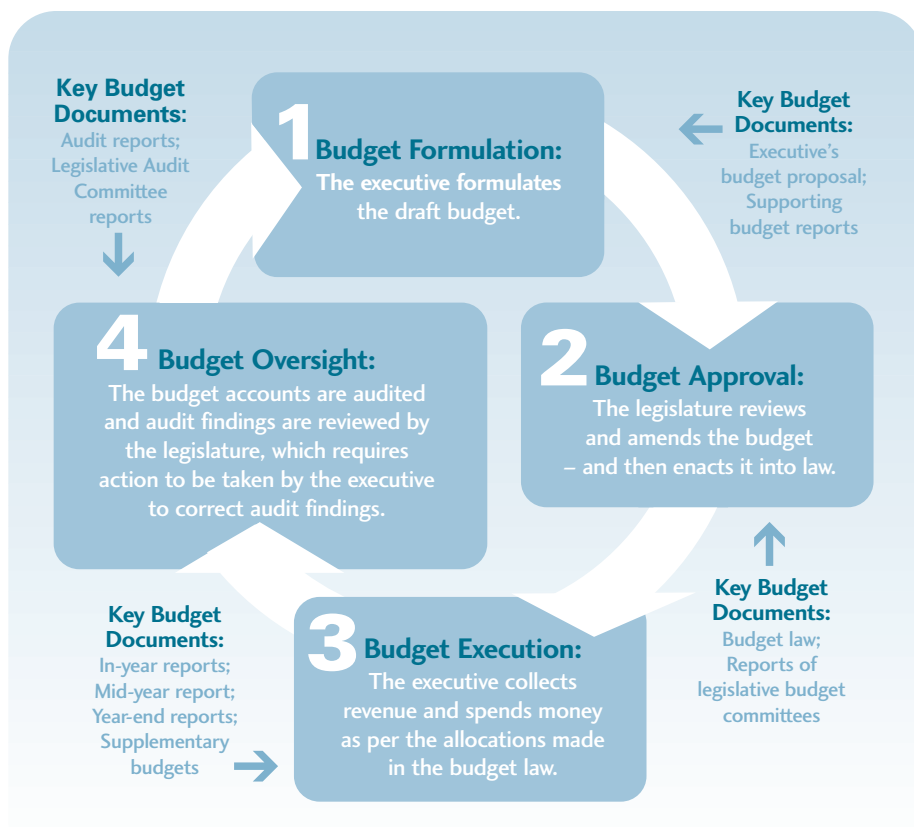 1
Budget Formulation:
The executive formulates
the draft budget.
Key Budget
Documents:
Executive's
budget proposal;
Supporting
budget reports
2
Budget Approval:
The legislature reviews
and amends the budget
– and then enacts it into law.
Key Budget
Documents:
Budget law;
Reports of
legislative budget
committees
3
Budget Execution:
The executive collects
revenue and spends money
as per the allocations made
in the budget law.
Key Budget
Documents:
In-year reports;
Mid-year report;
Year-end reports;
Supplementary
budgets
4
Budget Oversight:
The budget accounts are audited
and audit findings are reviewed by
the legislature, which requires
action to be taken by the executive
to correct audit findings.
Key Budget
Documents:
Audit reports;
Legislative Audit
Committee
reports